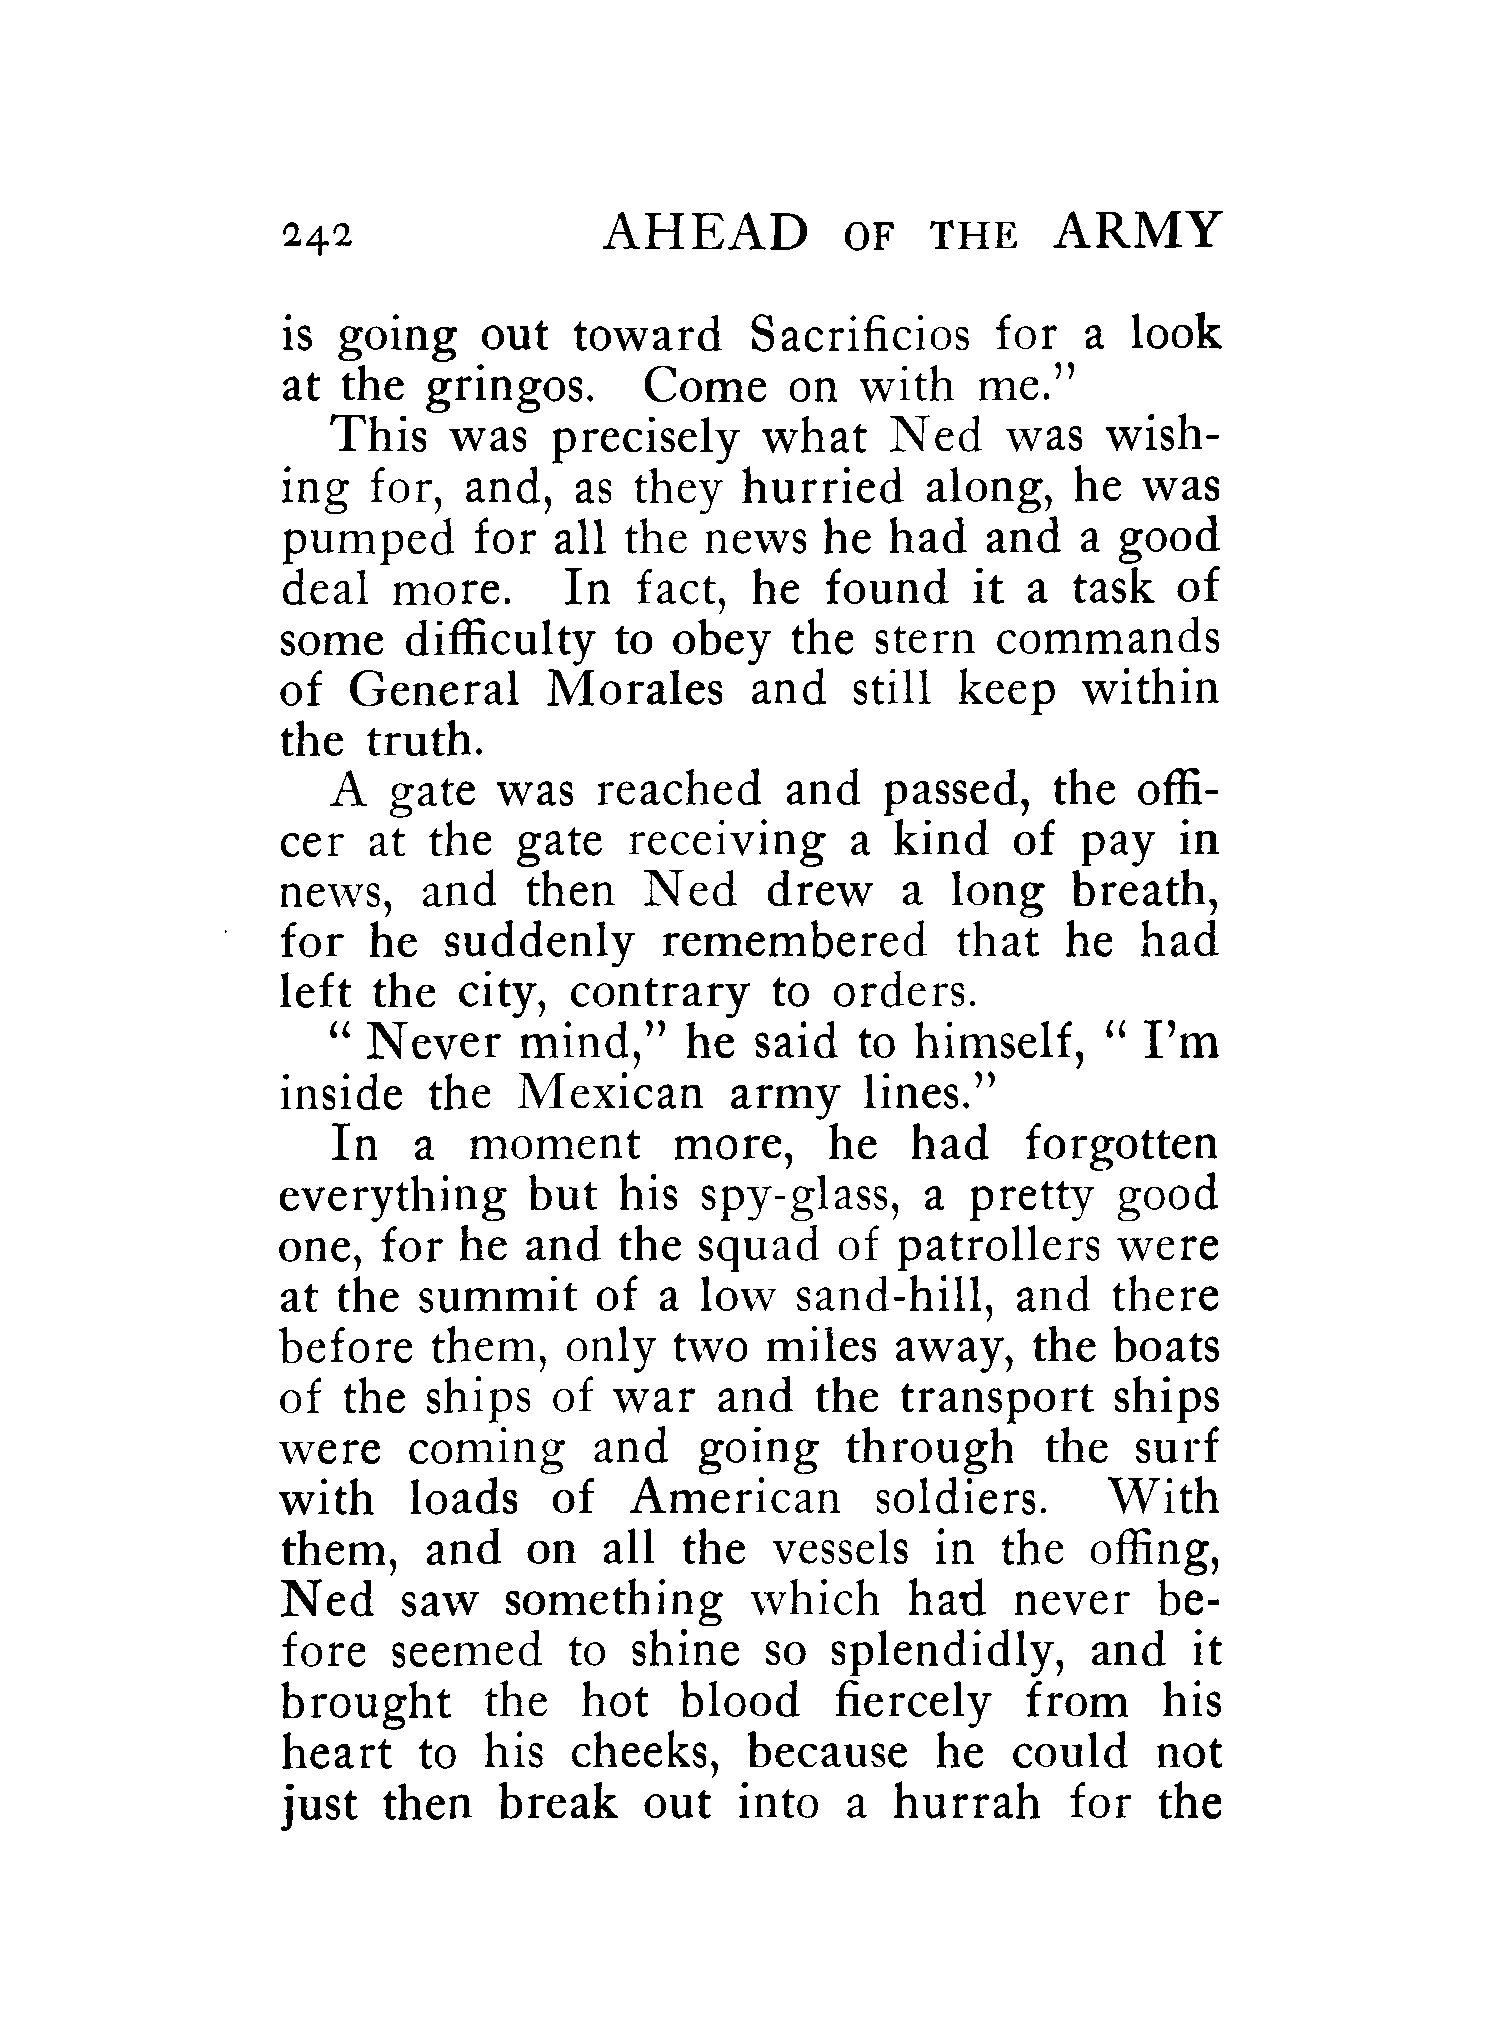 242 AHEAD OF THE ARMY
is going out toward Sacrificios for a look
at the gringos. Come on with me."
This was precisely what Ned was wish-
ing for, and, as they hurried along, he was
pumped for all the news he had and a good
deal more. In fact, he found it a task of
some difficulty to obey the stern commands
of General Morales and still keep within
the truth.
A gate was reached and passed, the offi-
cer at the gate receiving a kind of pay in
news, and then Ned drew a long breath,
for he suddenly remembered that he had
left the city, contrary to orders.
" Never mind," he said to himself, " I'm
inside the Mexican army lines."
In a moment more, he had forgotten
everything but his spy-glass, a pretty good
one, for he and the squad of patrollers were
at the summit of a low sand-hill, and there
before them, only two miles away, the boats
of the ships of war and the transport ships
were coming and going through the surf
with loads of American soldiers. With
them, and on all the vessels in the offing,
Ned saw something which had never be-
fore seemed to shine so splendidly, and it
brought the hot blood fiercely from his
heart to his cheeks, because he could not
just then break out into a hurrah for the